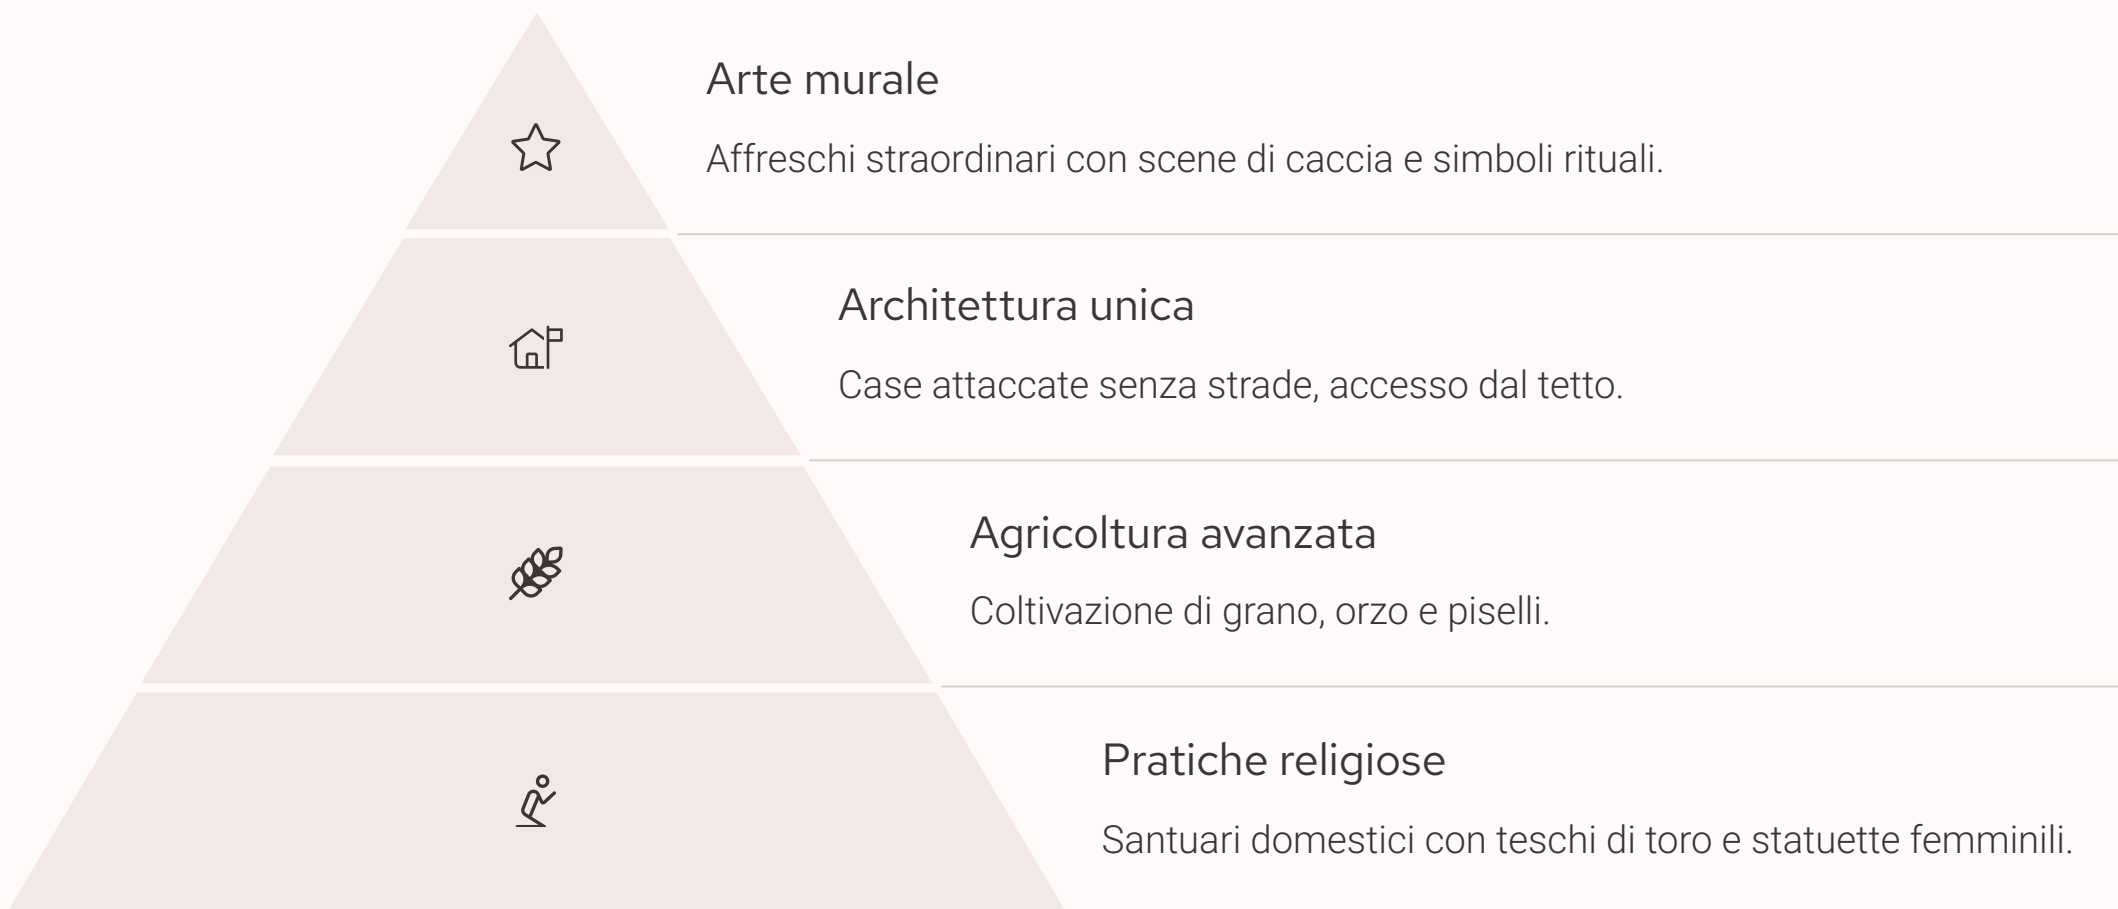 Arte murale
Affreschi straordinari con scene di caccia e simboli rituali.
Architettura unica
Case attaccate senza strade, accesso dal tetto.
Agricoltura avanzata
Coltivazione di grano, orzo e piselli.
Pratiche religiose
Santuari domestici con teschi di toro e statuette femminili.